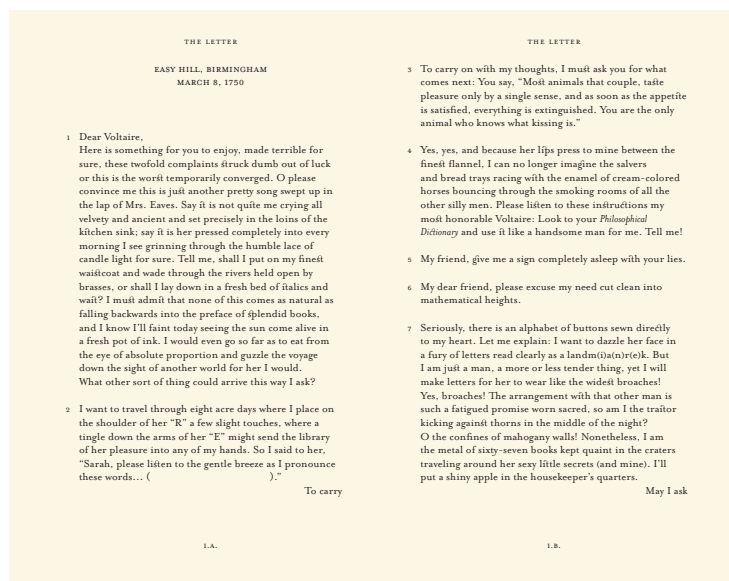 THE LETTER
EASY HILL, BIRMINGHAM
MARCH 8, 1750
1 Dear Voltaire,
Here is something for you to enjoy, made terrible for
sure, these twofold complaints struck dumb out of luck
or this is the worst temporarily converged. O please
convince me this is just another pretty song swept up in
the lap of Mrs. Eaves. Say it is not quite me crying all
velvety and ancient and set precisely in the loins of the
kitchen sink; say it is her pressed completely into every
morning I see grinning through the humble lace of
candle light for sure. Tell me, shall I put on my finest
waistcoat and wade through the rivers held open by
brasses, or shall I lay down in a fresh bed of italics and
wait? I must admit that none of this comes as natural as
falling backwards into the preface of splendid books,
and I know I'll faint today seeing the sun come alive in
a fresh pot of ink. I would even go so far as to eat from
the eye of absolute proportion and guzzle the voyage
down the sight of another world for her I would.
What other sort of thing could arrive this way I ask?
2 I want to travel through eight acre days where I place on
the shoulder of her “R” a few slight touches, where a
tingle down the arms of her “E” might send the library
of her pleasure into any of my hands. So I said to her,
“Sarah, please listen to the gentle breeze as I pronounce
these words... ( ).”
To carry
1.A.
THE LETTER
3 To carry on with my thoughts, I must ask you for what
comes next: You say, “Most animals that couple, taste
pleasure only by a single sense, and as soon as the appetite
is satisfied, everything is extinguished. You are the only
animal who knows what kissing is.”
4 Yes, yes, and because her lips press to mine between the
finest flannel, I can no longer imagine the salvers
and bread trays racing with the enamel of cream-colored
horses bouncing through the smoking rooms of all the
other silly men. Please listen to these instructions my
most honorable Voltaire: Look to your Philosophical
Dictionary and use it like a handsome man for me. Tell me!
5 My friend, give me a sign completely asleep with your lies.
6 My dear friend, please excuse my need cut clean into
mathematical heights.
7 Seriously, there is an alphabet of buttons sewn directly
to my heart. Let me explain: I want to dazzle her face in
a fury of letters read clearly as a landm(i)a(n)r(e)k. But
I am just a man, a more or less tender thing, yet I will
make letters for her to wear like the widest broaches!
Yes, broaches! The arrangement with that other man is
such a fatigued promise worn sacred, so am I the traitor
kicking against thorns in the middle of the night?
O the confines of mahogany walls! Nonetheless, I am
the metal of sixty-seven books kept quaint in the craters
traveling around her sexy little secrets (and mine). I'll
put a shiny apple in the housekeeper's quarters.
May I ask
1.B.